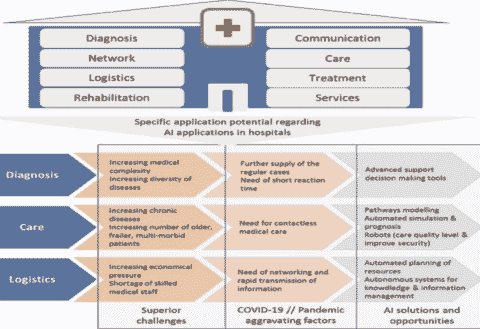 Diagnosis
Communication
Network
Care
Logistics
Treatment
Rehabilitation
Services
Specific application potential regarding
AI applications in hospitals
Diagnosis
Increasing medical
complexity
Increasing diversity of
diseases
Further supply of the
regular cases
Need of short reaction
time
Advanced support
decision making tools
Care
Increasing chronic
diseases
Increasing number of older,
frailer, multi-morbid
patients
Need for contactless
medical care
Pathways modelling
Automated simulation &
prognosis
Robots (care quality level &
improve security)
Logistics
Increasing economical
pressure
Shortage of skilled
medical staff
Need of networking and
rapid transmission of
information
Automated planning of
resources
Autonomous systems for
knowledge & information
management
Superior
challenges
COVID-19 // Pandemic
aggravating factors
AI solutions and
opportunities